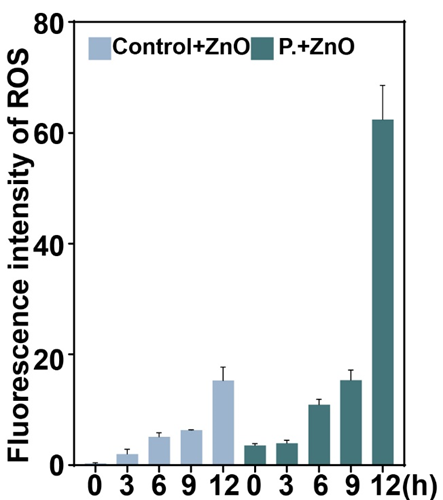 Fluorescence intensity of ROS
80
60
40
20
0
Control+ZnO P.+ZnO
0 3 6 9 12 0 3 6 9 12(h)